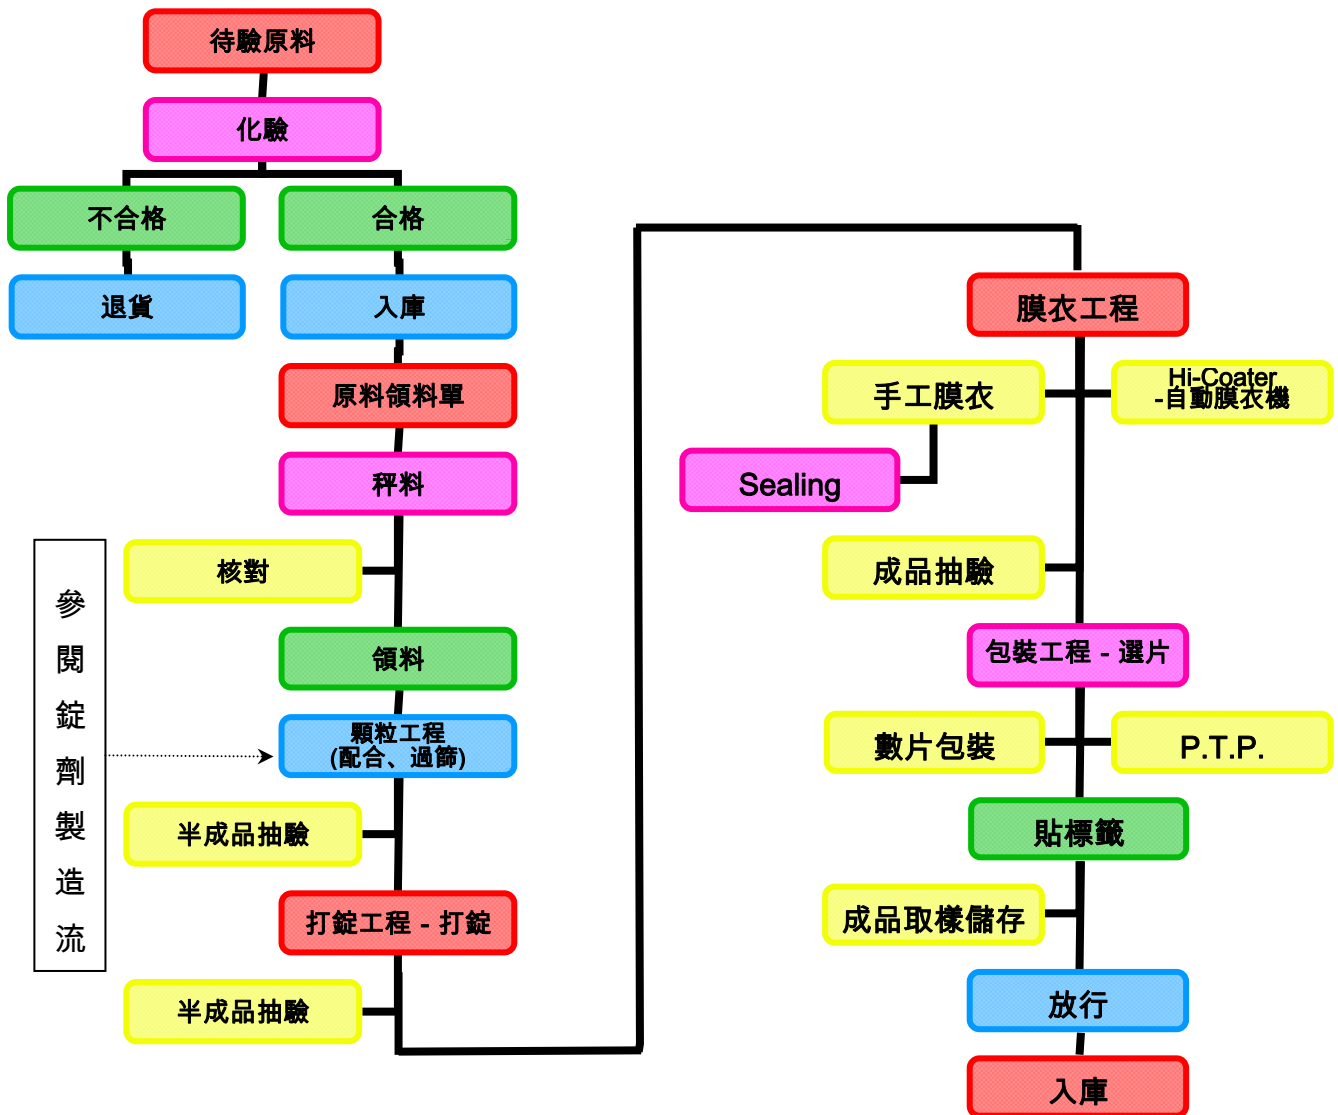 待驗原料
化驗
不合格
合格
退貨
入庫
原料領料單
秤料
核對
領料
參
閱
錠
劑
製
造
流
顆粒工程
(配合、過篩)
半成品抽驗
打錠工程 - 打錠
半成品抽驗
膜衣工程
手工膜衣
Hi-Coater
-自動膜衣機
Sealing
成品抽驗
包裝工程 - 選片
數片包裝
P.T.P.
貼標籤
成品取樣儲存
放行
入庫